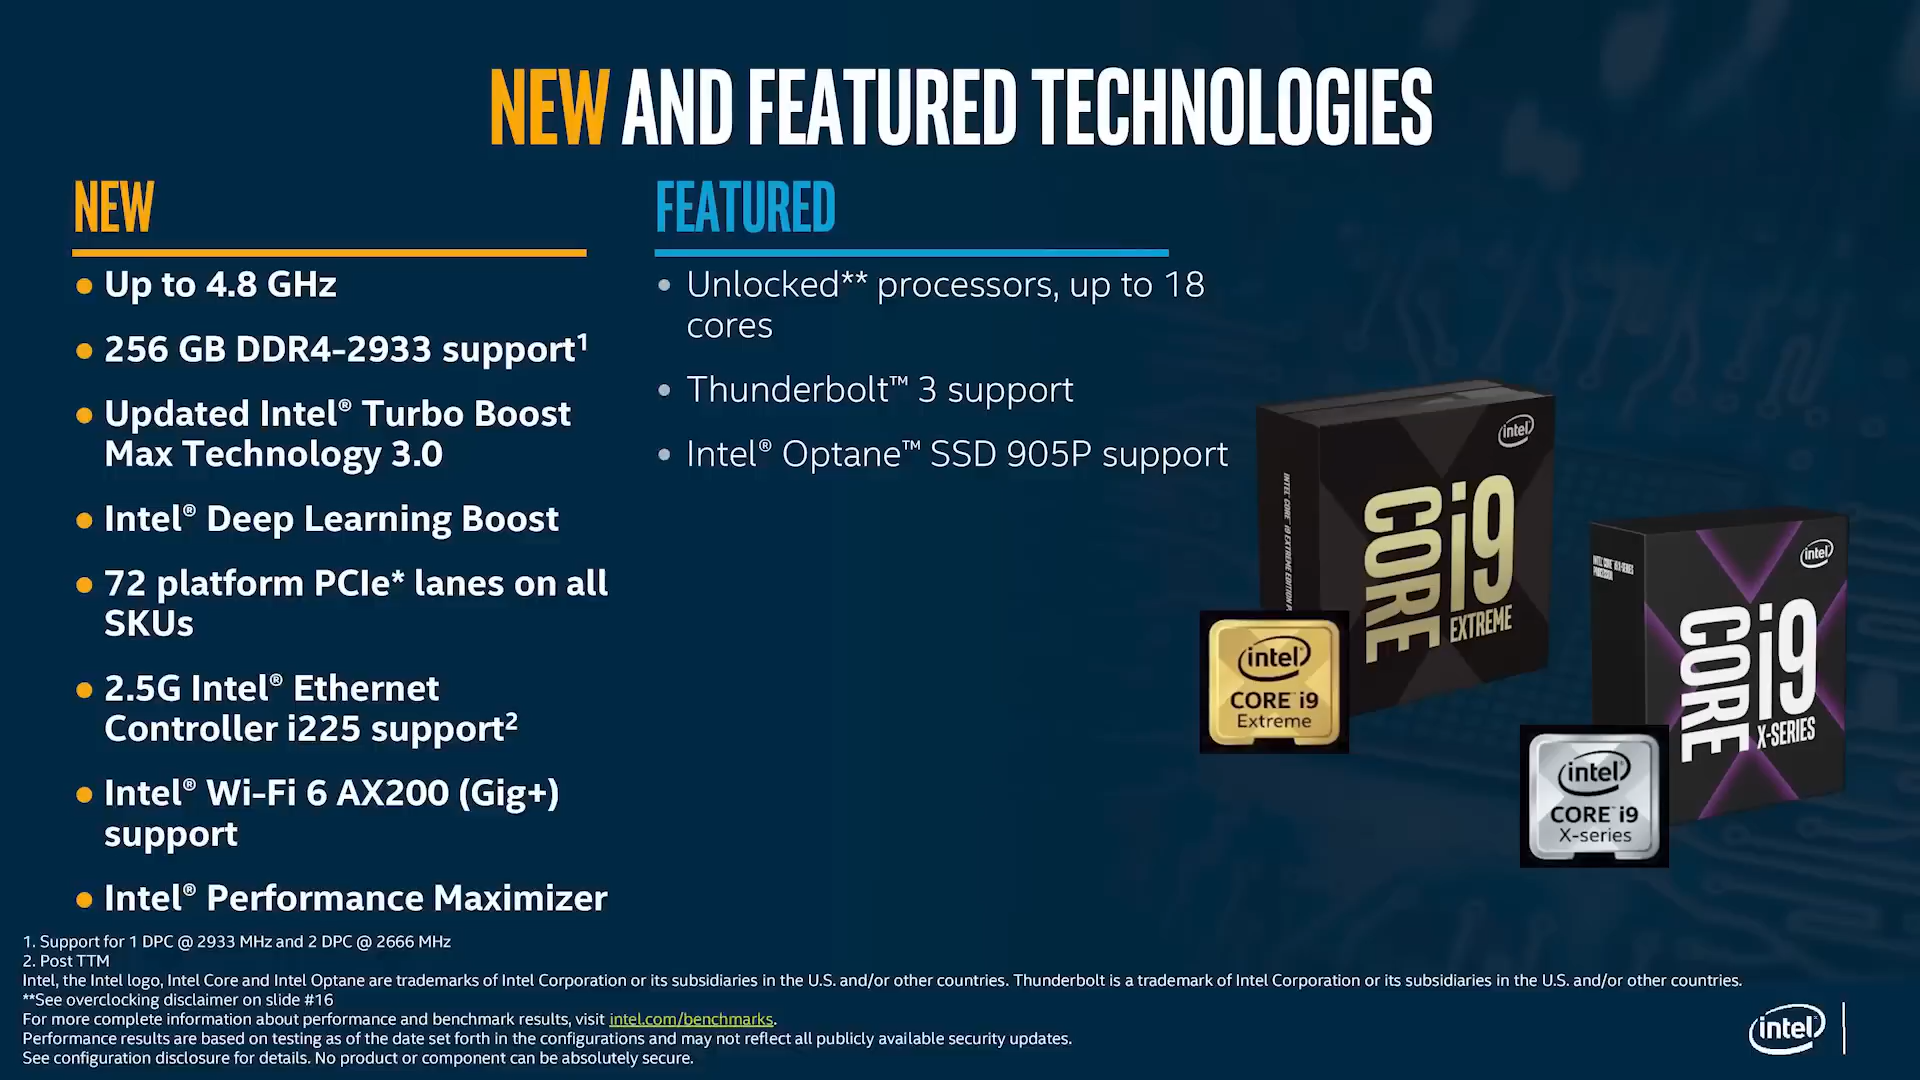 NEW AND FEATURED TECHNOLOGIES
NEW
● Up to 4.8 GHz
● 256 GB DDR4-2933 support¹
● Updated Intel® Turbo Boost
Max Technology 3.0
● Intel® Deep Learning Boost
● 72 platform PCIe* lanes on all
SKUs
● 2.5G Intel® Ethernet
Controller i225 support²
● Intel® Wi-Fi 6 AX200 (Gig+)
support
● Intel® Performance Maximizer
FEATURED
• Unlocked** processors, up to 18
cores
• Thunderbolt™ 3 support
• Intel® Optane™ SSD 905P support
intel
CORE i9
EXTREME
intel
CORE™ i9
Extreme
intel
CORE i9
X-SERIES
intel
CORE™ i9
X-series
1. Support for 1 DPC @ 2933 MHz and 2 DPC @ 2666 MHz
2. Post TTM
Intel, the Intel logo, Intel Core and Intel Optane are trademarks of Intel Corporation or its subsidiaries in the U.S. and/or other countries. Thunderbolt is a trademark of Intel Corporation or its subsidiaries in the U.S. and/or other countries.
**See overclocking disclaimer on slide #16
For more complete information about performance and benchmark results, visit intel.com/benchmarks.
Performance results are based on testing as of the date set forth in the configurations and may not reflect all publicly available security updates.
See configuration disclosure for details. No product or component can be absolutely secure.
intel